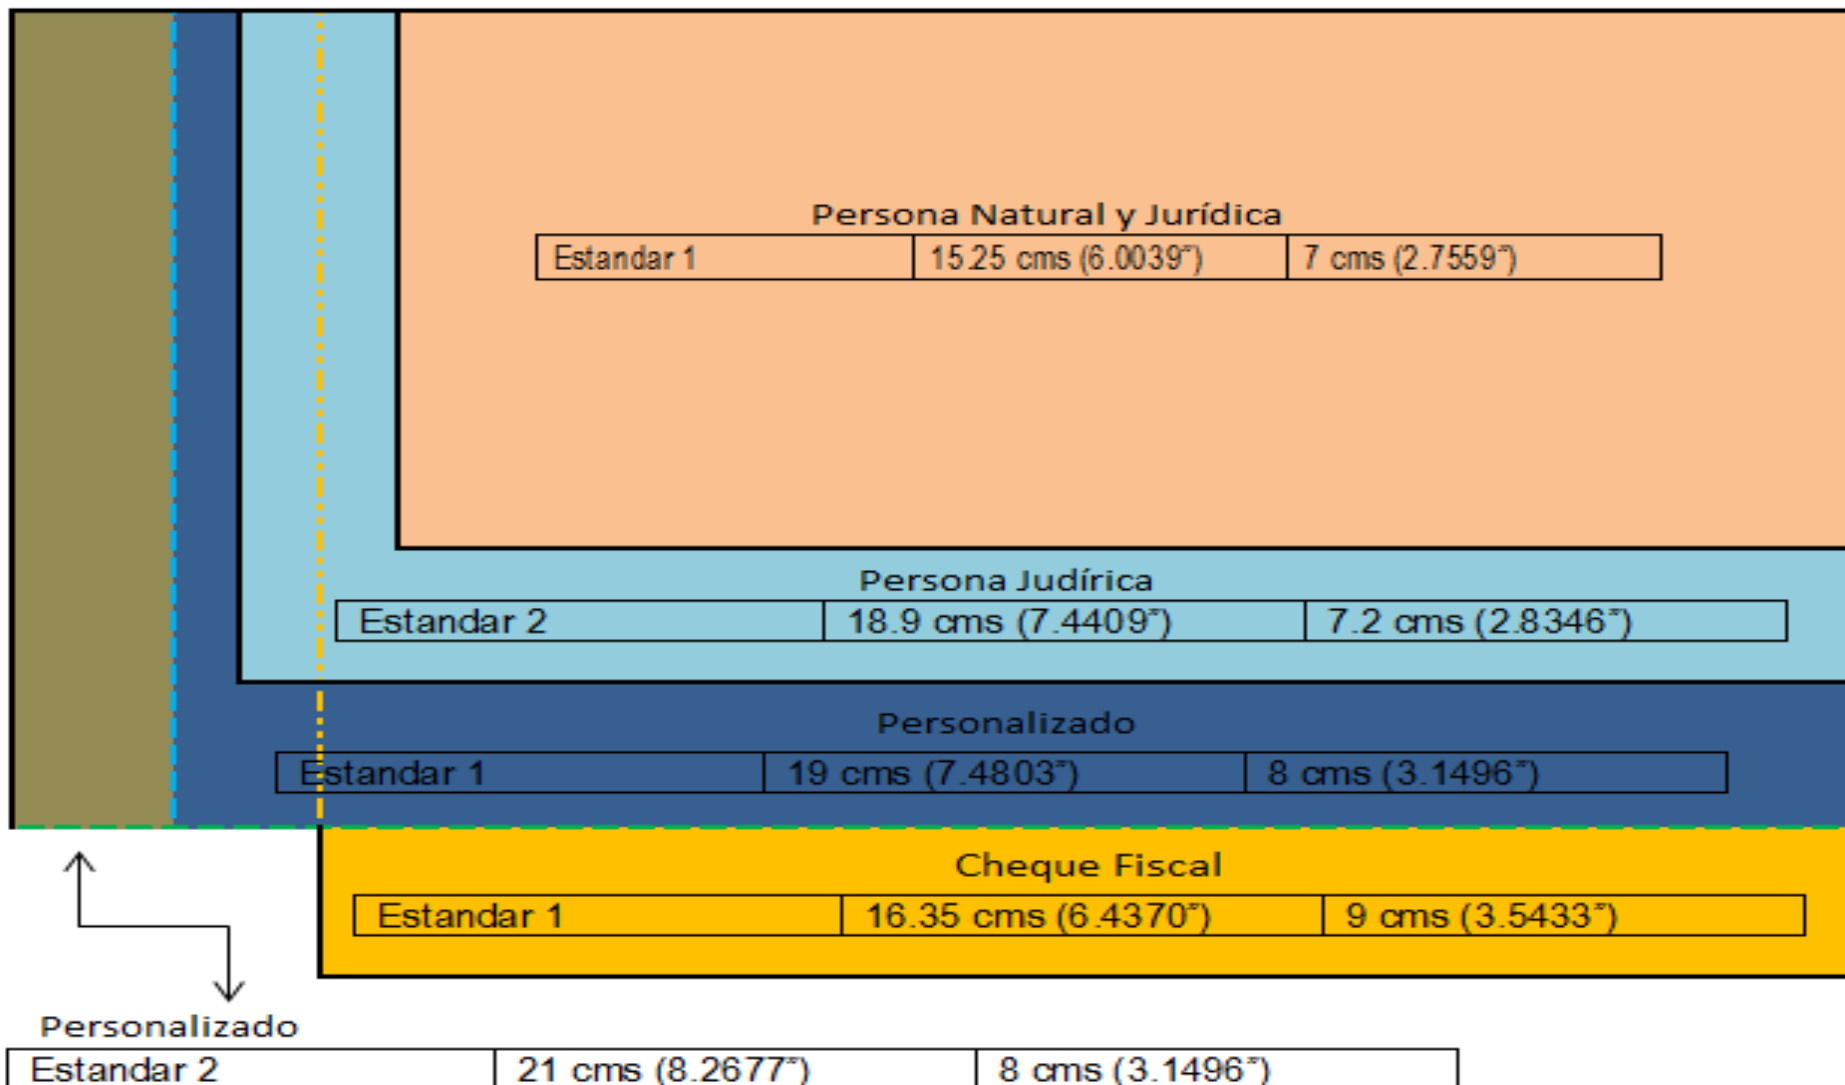 Persona Natural y Jurídica
Estandar 1 15.25 cms (6.0039”) 7 cms (2.7559”)
Persona Judírica
Estandar 2 18.9 cms (7.4409”) 7.2 cms (2.8346”)
Personalizado
Estandar 1 19 cms (7.4803”) 8 cms (3.1496”)
Cheque Fiscal
Estandar 1 16.35 cms (6.4370”) 9 cms (3.5433”)
Personalizado
Estandar 2 21 cms (8.2677”) 8 cms (3.1496”)